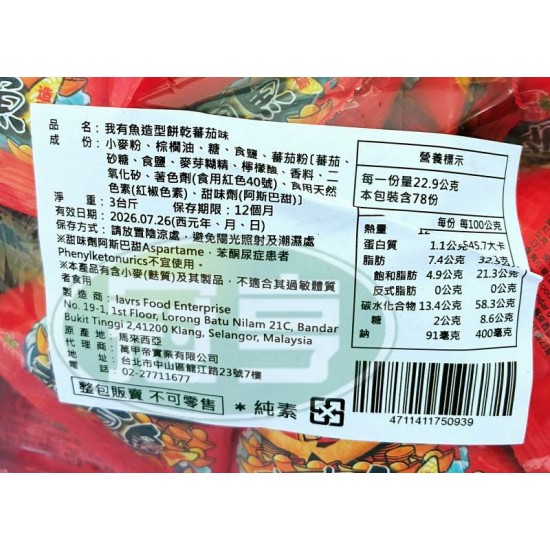 品名：我有魚造型餅乾蕃茄味
成份：小麥粉、棕櫚油、糖、食鹽、蕃茄粉〔蕃茄、
砂糖、食鹽、麥芽糊精、檸檬酸、香料、二
氧化矽、著色劑(食用紅色40號)、食用天然
色素(紅椒色素)、甜味劑(阿斯巴甜)〕
淨重：3台斤 保存期限：12個月
有效日期：2026.07.26(西元年、月、日)
保存方式：請放置陰涼處，避免陽光照射及潮濕處
※甜味劑阿斯巴甜Aspartame，苯酮尿症患者
Phenylketonurics不宜使用。
※本產品含有小麥(麩質)及其製品，不適合其過敏體質
者食用
製造商：Iavrs Food Enterprise
No. 19-1, 1st Floor, Lorong Batu Nilam 21C, Bandar
Bukit Tinggi 2,41200 Klang, Selangor, Malaysia
原產地：馬來西亞
代理商：萬甲帝實業有限公司
地址：台北市中山區龍江路23號7樓
電話：02-27711677
整包販賣 不可零售
＊純素
營養標示
每一份量22.9公克
本包裝含78份
每份 每100公克
熱量 545.7大卡
蛋白質 1.1公克
脂肪 7.4公克 32.3公克
飽和脂肪 4.9公克 21.3公克
反式脂肪 0公克 0公克
碳水化合物 13.4公克 58.3公克
糖 2公克 8.6公克
鈉 91毫克 400毫克
4711411750939